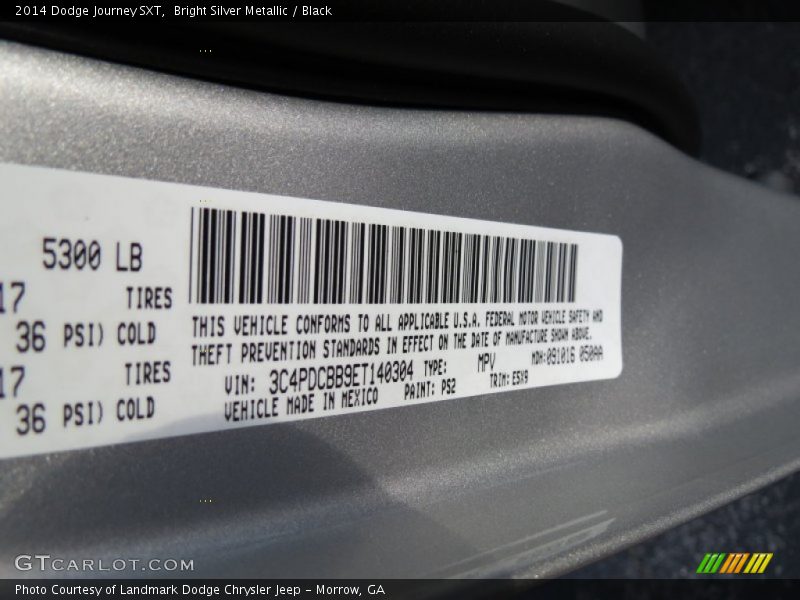 2014 Dodge Journey SXT, Bright Silver Metallic / Black
5300 LB
17 TIRES
36 PSI) COLD
17 TIRES
36 PSI) COLD
THIS VEHICLE CONFORMS TO ALL APPLICABLE U.S.A. FEDERAL MOTOR VEHICLE SAFETY AND
THEFT PREVENTION STANDARDS IN EFFECT ON THE DATE OF MANUFACTURE SHOWN ABOVE.
VIN: 3C4PDCBB9ET140304 TYPE: MPV MDH: 091016 050AA
VEHICLE MADE IN MEXICO PAINT: PS2 TRIM: E5X9
GTCARLOT.COM
Photo Courtesy of Landmark Dodge Chrysler Jeep - Morrow, GA